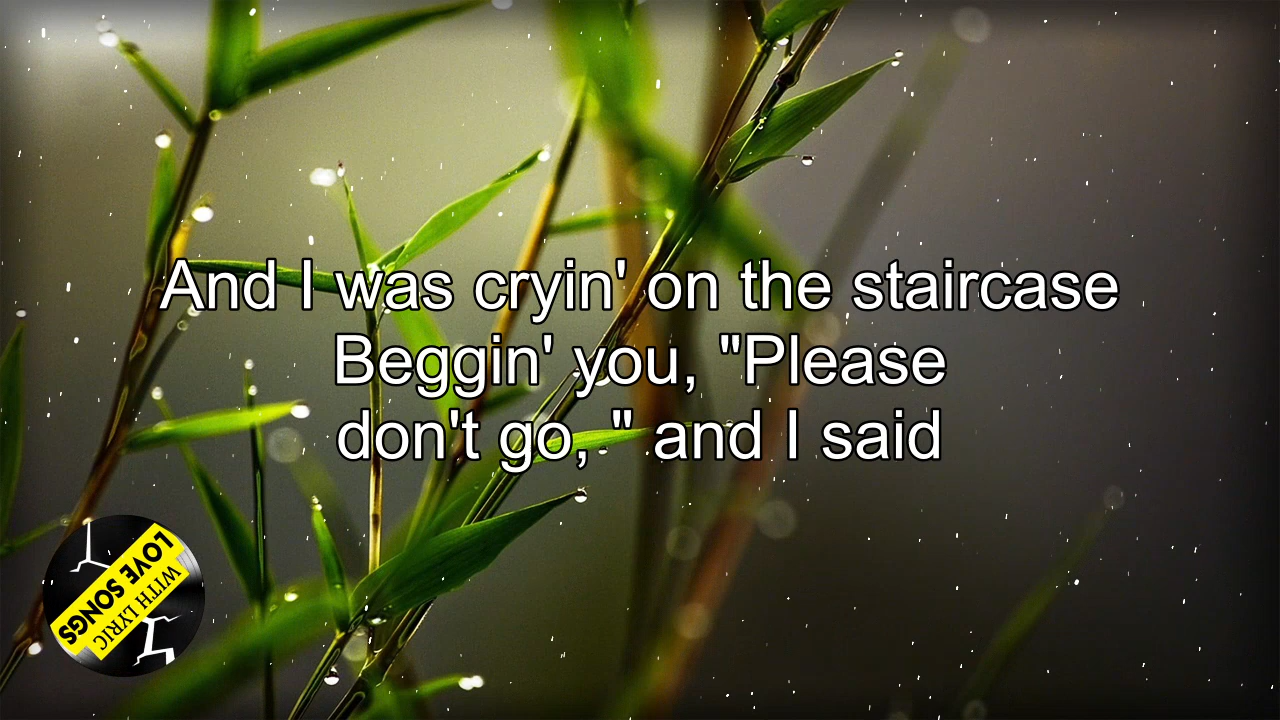 And I was cryin' on the staircase
Beggin' you, "Please
don't go, " and I said
LOVE SONGS
WITH LYRIC